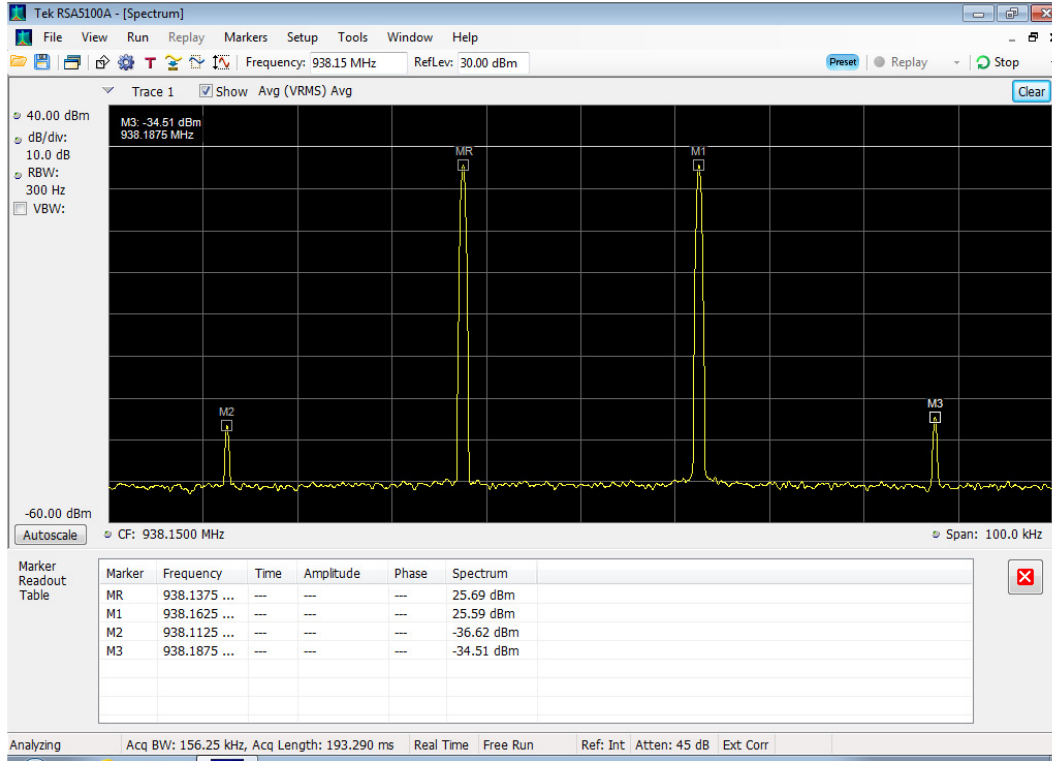 Tek RSA5100A - [Spectrum]
File View Run Replay Markers Setup Tools Window Help
T Frequency: 938.15 MHz RefLev: 30.00 dBm Preset Replay Stop
Trace 1 Show Avg (VRMS) Avg Clear
40.00 dBm
dB/div:
10.0 dB
RBW:
300 Hz
VBW:
M3: -34.51 dBm
938.1875 MHz
MR M1
M2 M3
-60.00 dBm
Autoscale CF: 938.1500 MHz Span: 100.0 kHz
Marker
Readout
Table
Marker Frequency Time Amplitude Phase Spectrum
MR 938.1375 ... --- --- --- 25.69 dBm
M1 938.1625 ... --- --- --- 25.59 dBm
M2 938.1125 ... --- --- --- -36.62 dBm
M3 938.1875 ... --- --- --- -34.51 dBm
Analyzing Acq BW: 156.25 kHz, Acq Length: 193.290 ms Real Time Free Run Ref: Int Atten: 45 dB Ext Corr